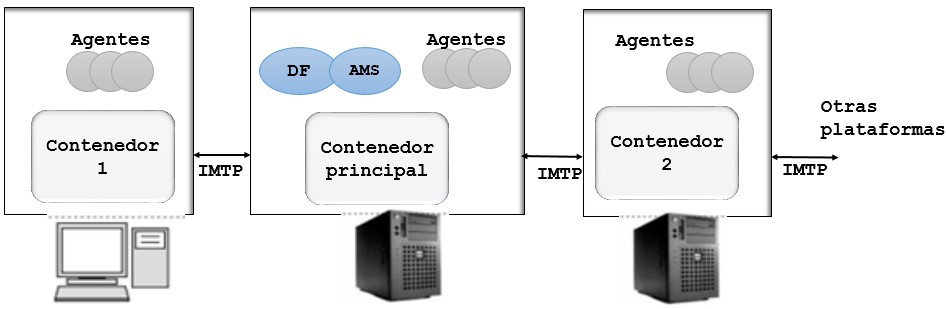 Agentes
Contenedor
1
IMTP
DF
AMS
Agentes
Contenedor
principal
IMTP
Agentes
Contenedor
2
IMTP
Otras
plataformas